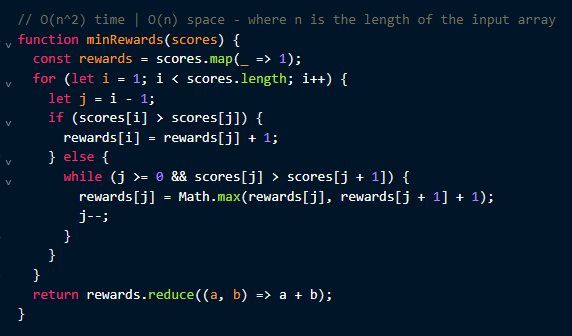 // O(n^2) time | O(n) space - where n is the length of the input array
function minRewards(scores) {
  const rewards = scores.map(_ => 1);
  for (let i = 1; i < scores.length; i++) {
    let j = i - 1;
    if (scores[i] > scores[j]) {
      rewards[i] = rewards[j] + 1;
    } else {
      while (j >= 0 && scores[j] > scores[j + 1]) {
        rewards[j] = Math.max(rewards[j], rewards[j + 1] + 1);
        j--;
      }
    }
  }
  return rewards.reduce((a, b) => a + b);
}